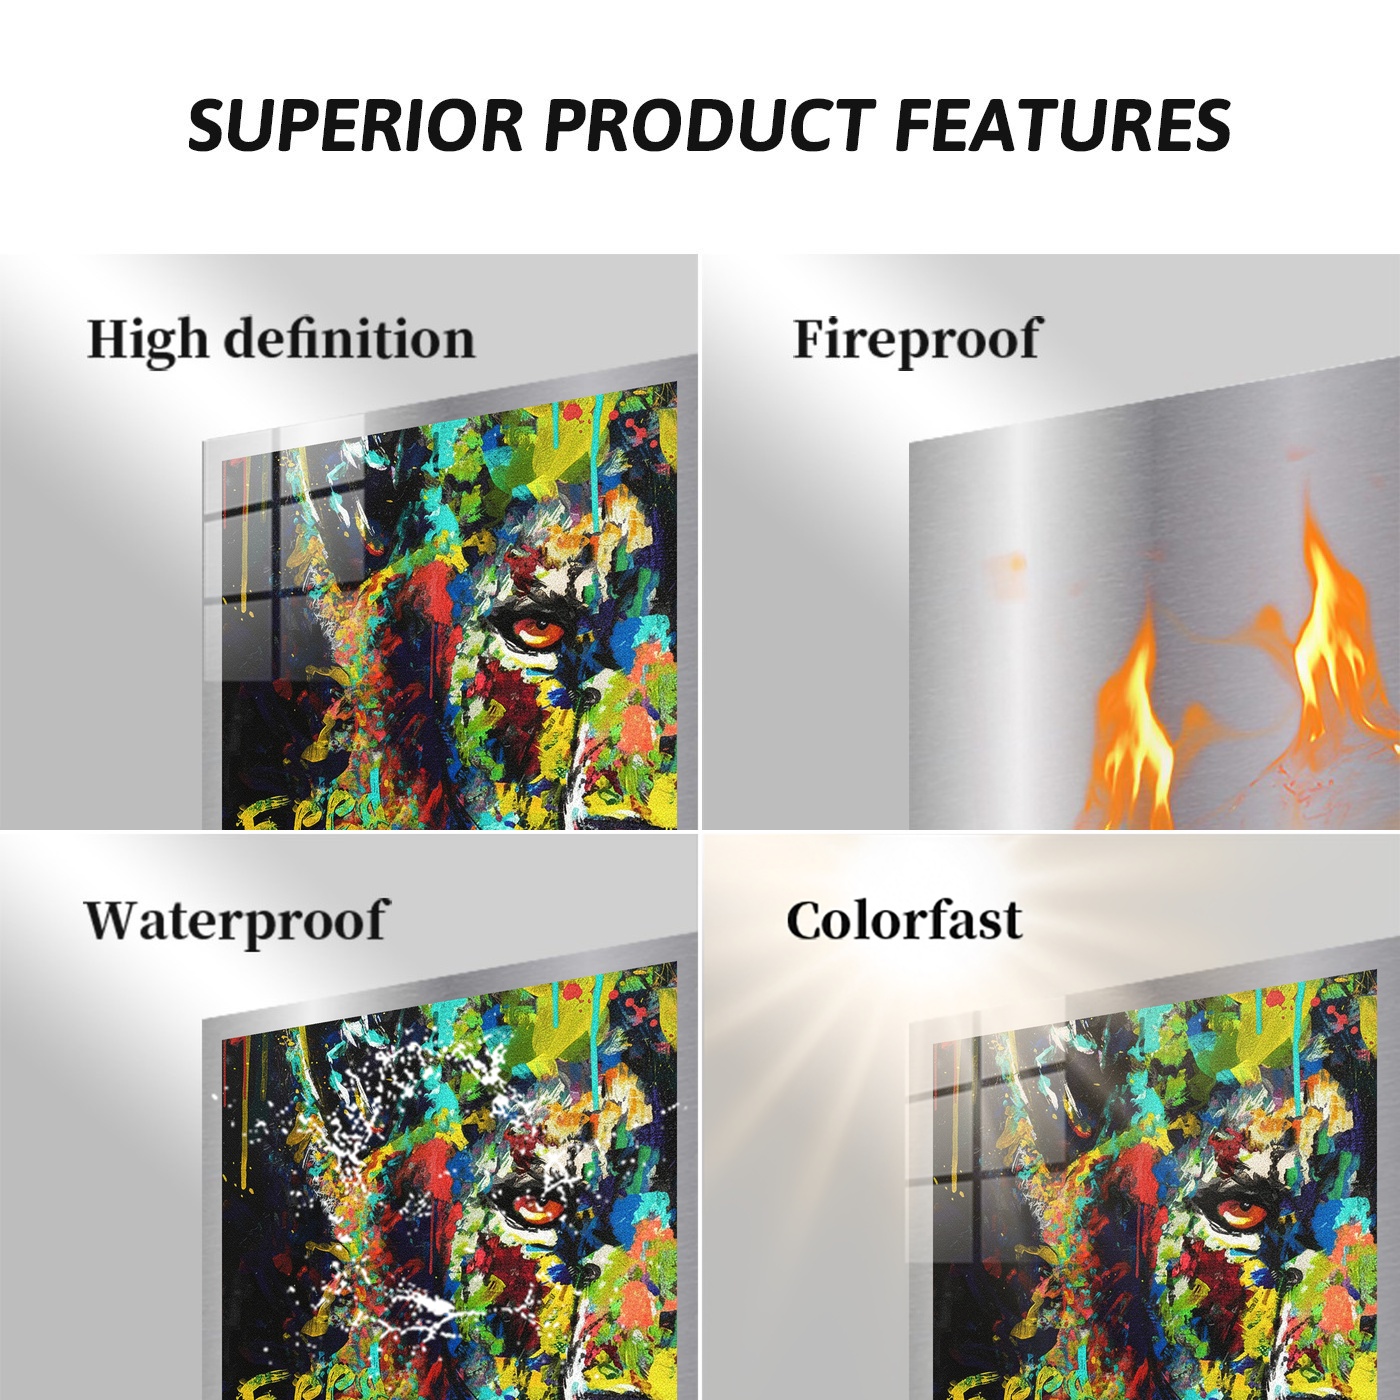 SUPERIOR PRODUCT FEATURES
High definition
Fireproof
Waterproof
Colorfast